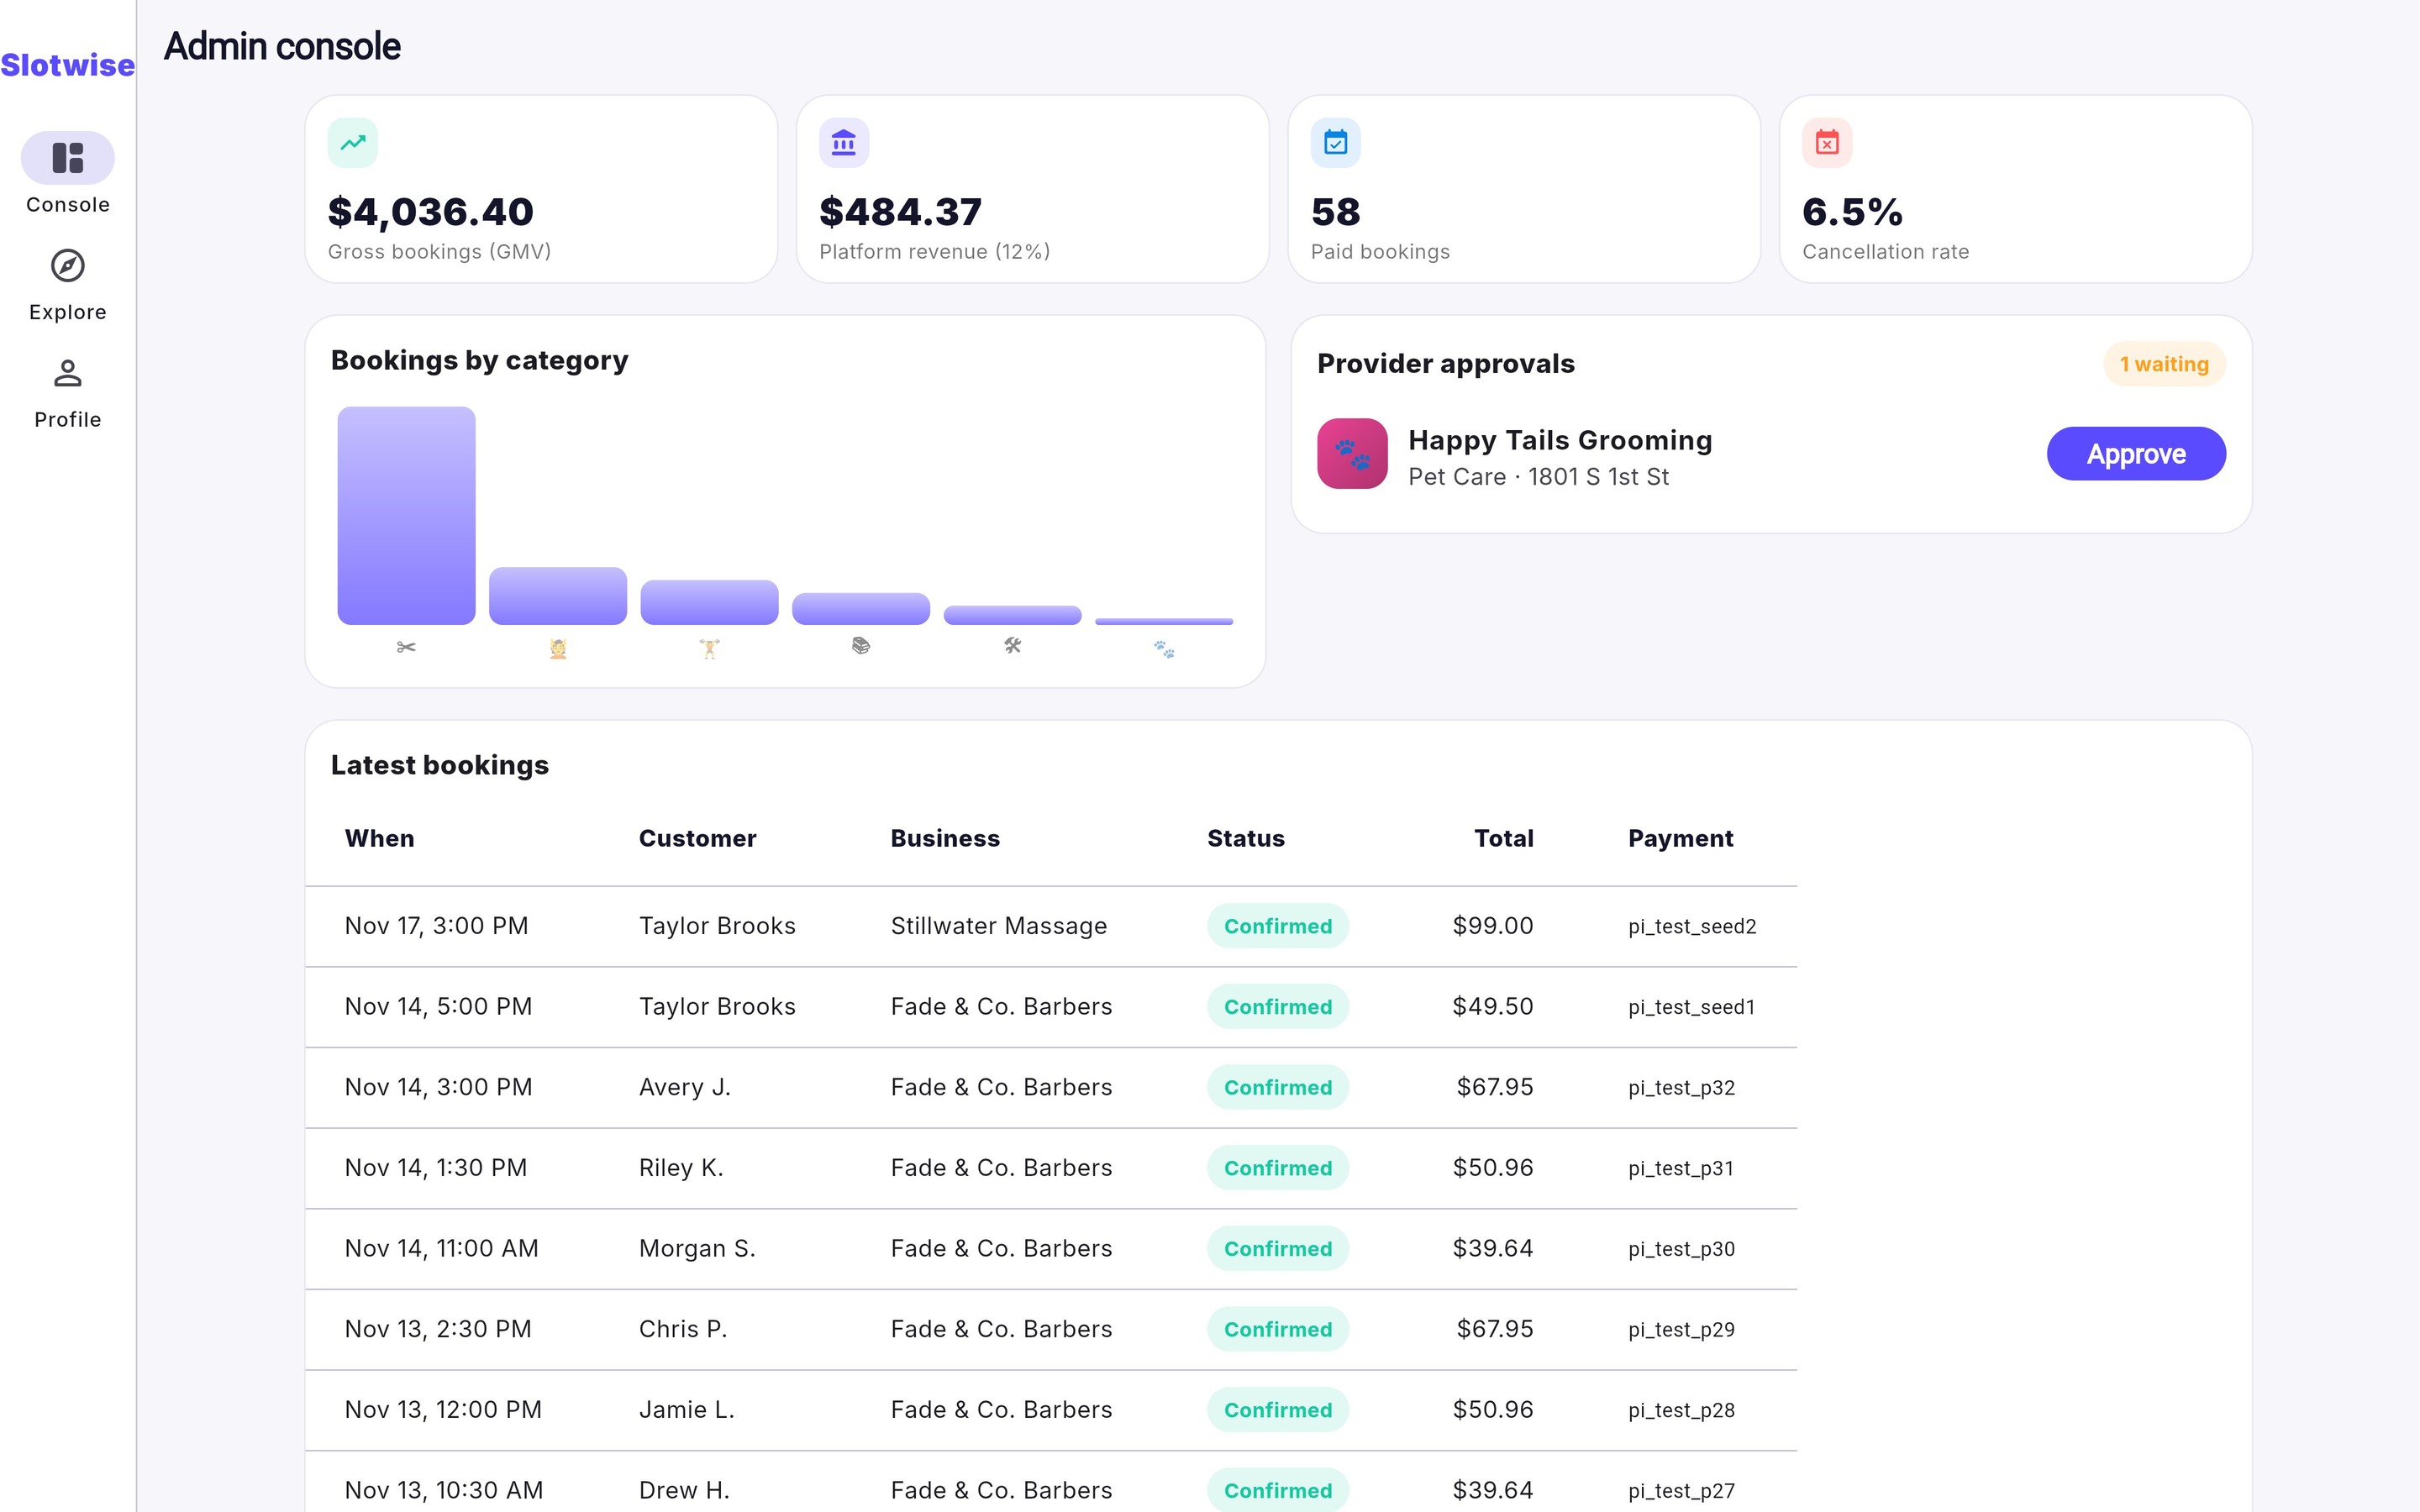 Slotwise
Console
Explore
Profile
Admin console
$4,036.40
Gross bookings (GMV)
$484.37
Platform revenue (12%)
58
Paid bookings
6.5%
Cancellation rate
Bookings by category
Provider approvals
1 waiting
Happy Tails Grooming
Pet Care · 1801 S 1st St
Approve
Latest bookings
When Customer Business Status Total Payment
Nov 17, 3:00 PM Taylor Brooks Stillwater Massage Confirmed $99.00 pi_test_seed2
Nov 14, 5:00 PM Taylor Brooks Fade & Co. Barbers Confirmed $49.50 pi_test_seed1
Nov 14, 3:00 PM Avery J. Fade & Co. Barbers Confirmed $67.95 pi_test_p32
Nov 14, 1:30 PM Riley K. Fade & Co. Barbers Confirmed $50.96 pi_test_p31
Nov 14, 11:00 AM Morgan S. Fade & Co. Barbers Confirmed $39.64 pi_test_p30
Nov 13, 2:30 PM Chris P. Fade & Co. Barbers Confirmed $67.95 pi_test_p29
Nov 13, 12:00 PM Jamie L. Fade & Co. Barbers Confirmed $50.96 pi_test_p28
Nov 13, 10:30 AM Drew H. Fade & Co. Barbers Confirmed $39.64 pi_test_p27